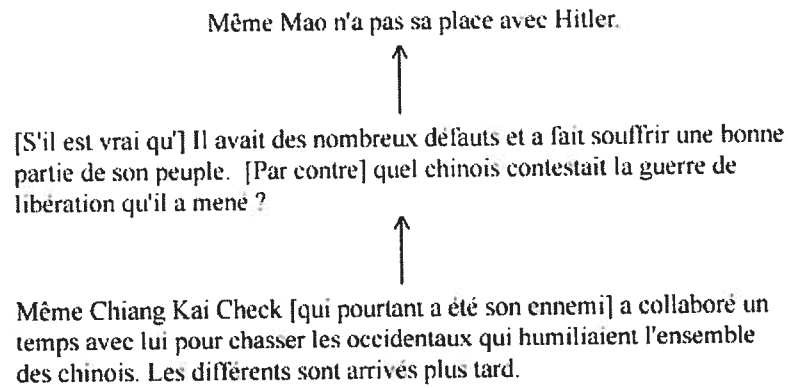 Même Mao n'a pas sa place avec Hitler.
[S'il est vrai qu'] Il avait des nombreux défauts et a fait souffrir une bonne
partie de son peuple. [Par contre] quel chinois contestait la guerre de
libération qu'il a mené ?
Même Chiang Kai Check [qui pourtant a été son ennemi] a collaboré un
temps avec lui pour chasser les occidentaux qui humiliaient l'ensemble
des chinois. Les différents sont arrivés plus tard.